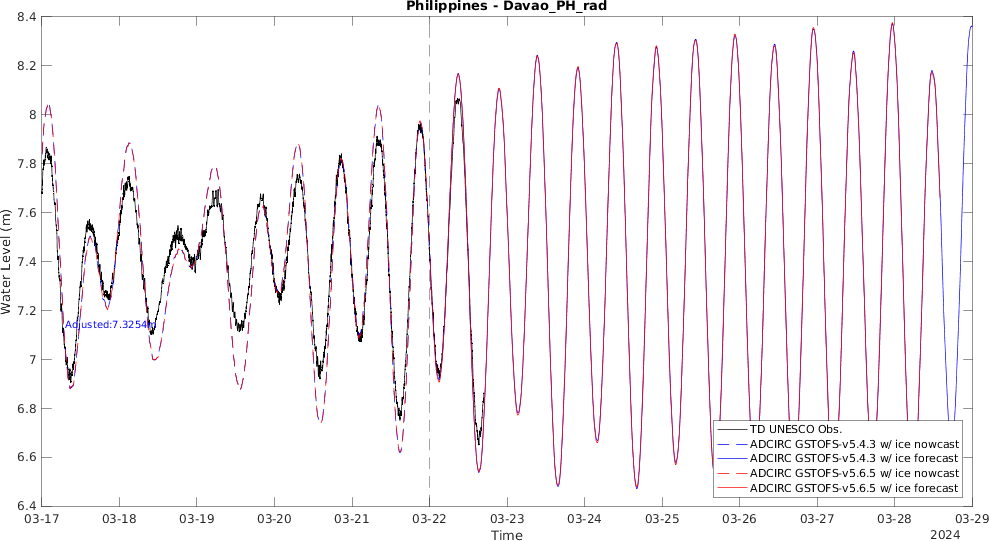 Philippines - Davao_PH_rad
8.4
8.2
8
7.8
7.6
7.4
7.2
7
6.8
6.6
6.4
Water Level (m)
Adjusted:7.3254m
TD UNESCO Obs.
ADCIRC GSTOFS-v5.4.3 w/ ice nowcast
ADCIRC GSTOFS-v5.4.3 w/ ice forecast
ADCIRC GSTOFS-v5.6.5 w/ ice nowcast
ADCIRC GSTOFS-v5.6.5 w/ ice forecast
03-17 03-18 03-19 03-20 03-21 03-22 03-23 03-24 03-25 03-26 03-27 03-28 03-29
Time
2024